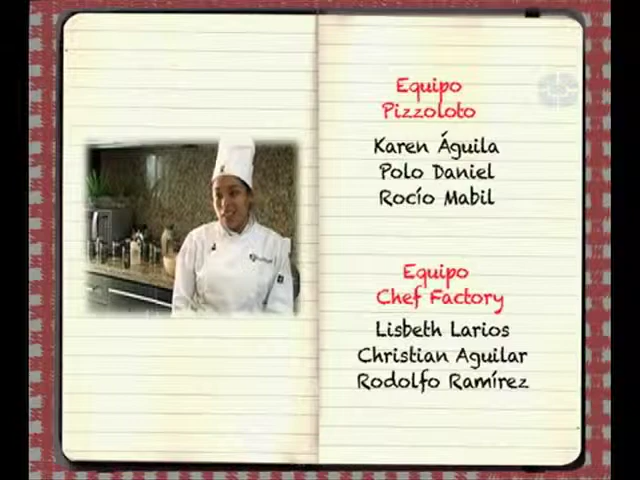 Equipo
Pizzoloto
Karen Águila
Polo Daniel
Rocío Mabil
Equipo
Chef Factory
Lisbeth Larios
Christian Aguilar
Rodolfo Ramírez